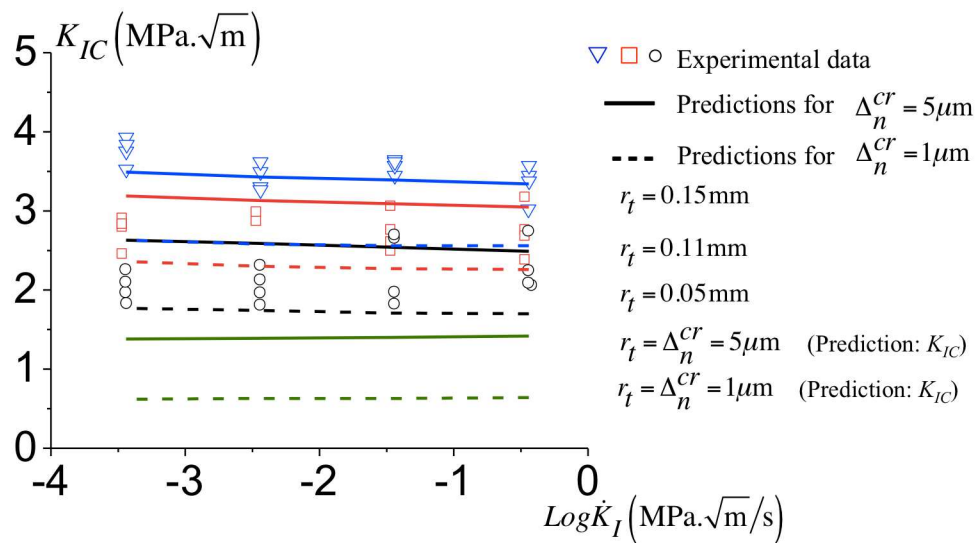 K_IC (MPa.√m)
5
4
3
2
1
0
-4
-3
-2
-1
0
LogK̇_I (MPa.√m/s)
Experimental data
Predictions for Δ_n^cr = 5μm
Predictions for Δ_n^cr = 1μm
r_t = 0.15mm
r_t = 0.11mm
r_t = 0.05mm
r_t = Δ_n^cr = 5μm (Prediction: K_IC)
r_t = Δ_n^cr = 1μm (Prediction: K_IC)